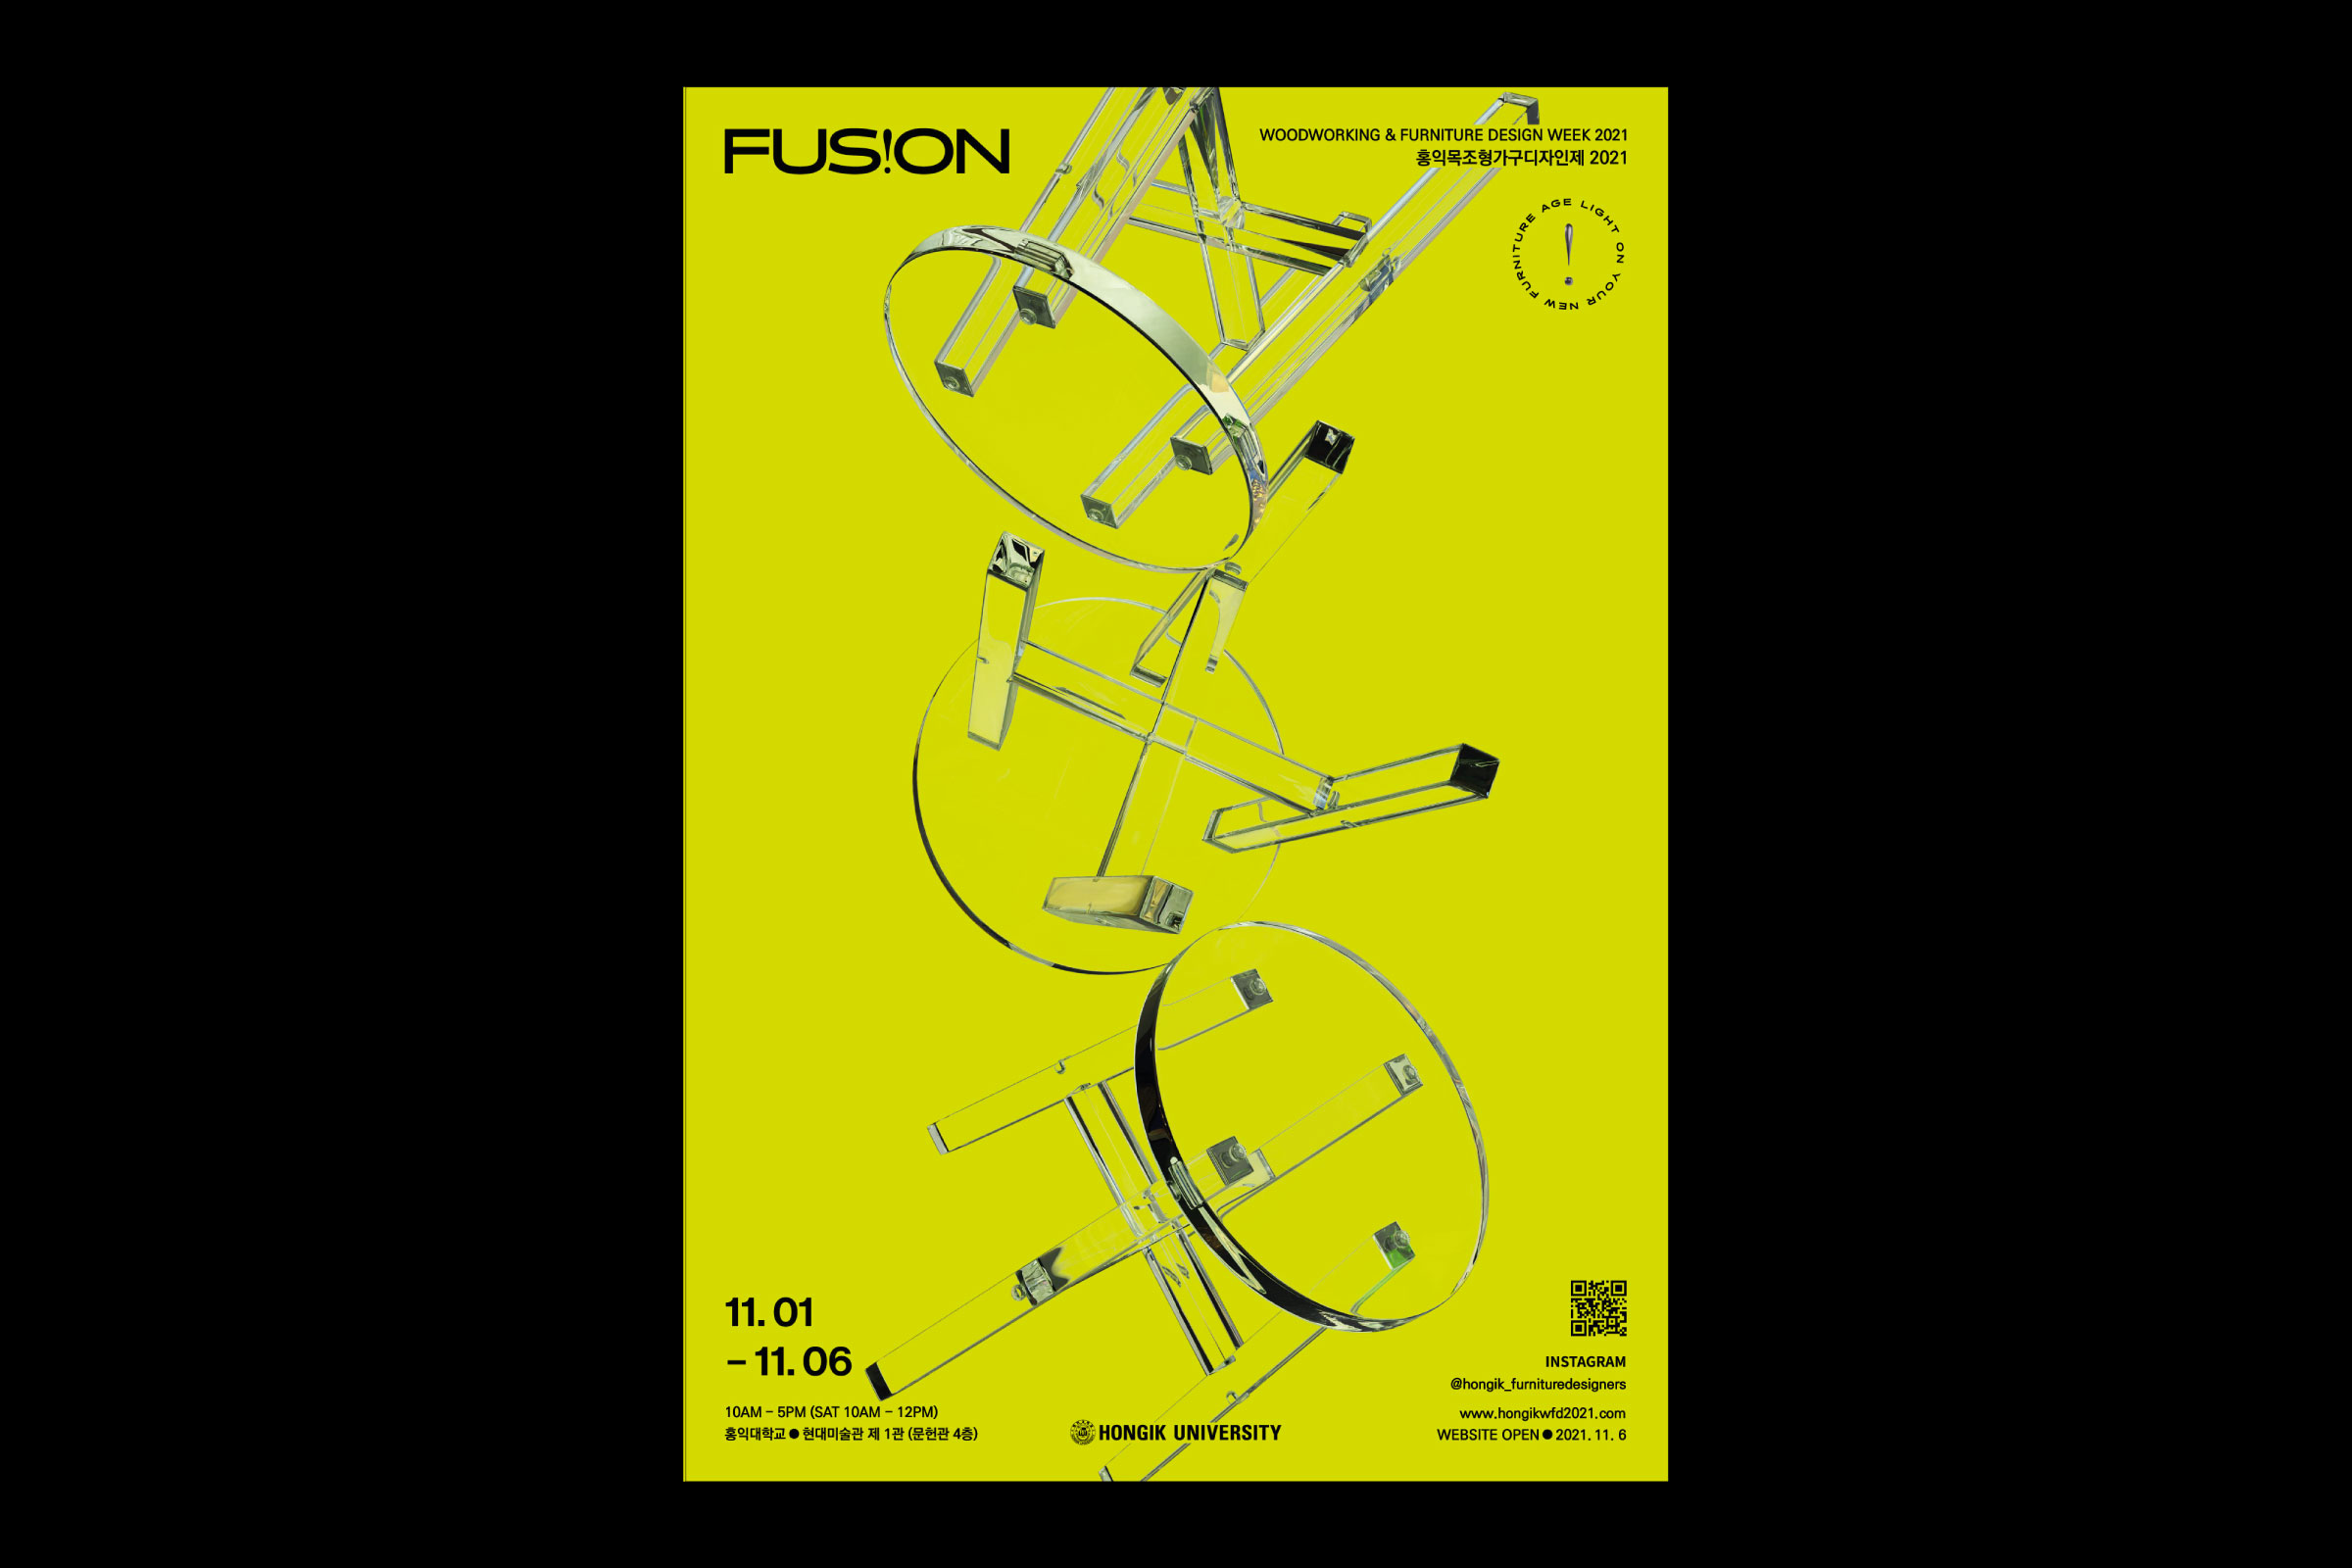 FUS!ON
WOODWORKING & FURNITURE DESIGN WEEK 2021
홍익목조형가구디자인제 2021
FURNITURE AGE LIGHT ON YOUR NEW
!
11. 01
– 11. 06
10AM – 5PM (SAT 10AM – 12PM)
홍익대학교 ● 현대미술관 제 1관 (문헌관 4층)
HONGIK UNIVERSITY
INSTAGRAM
@hongik_furnituredesigners
www.hongikwfd2021.com
WEBSITE OPEN ● 2021. 11. 6